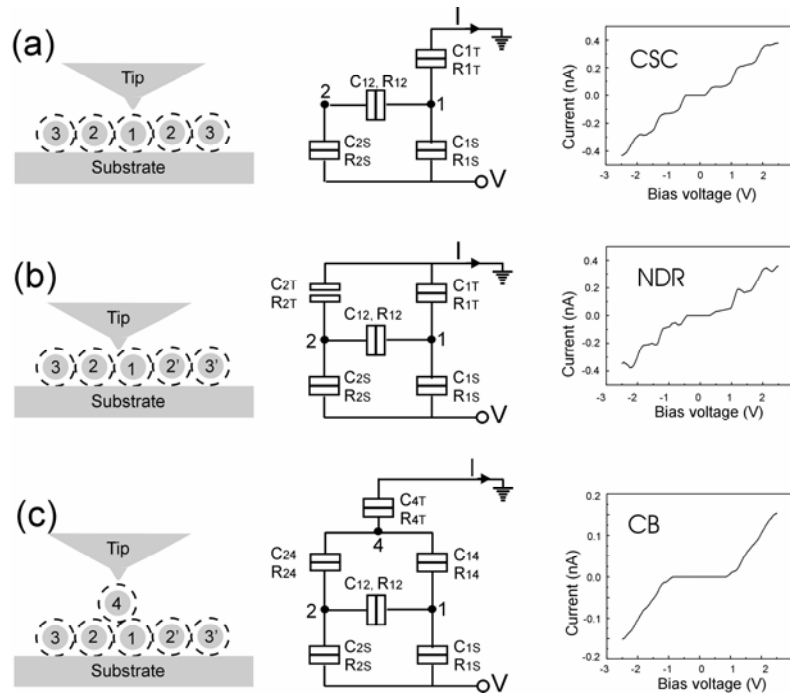 (a)
Tip
3 2 1 2 3
Substrate
I
C1T
R1T
C12, R12
2
1
C2S
R2S
C1S
R1S
V
CSC
Current (nA)
0.4
0.2
0.0
-0.2
-0.4
-3 -2 -1 0 1 2
Bias voltage (V)
(b)
Tip
3 2 1 2' 3'
Substrate
I
C2T
R2T
C1T
R1T
C12, R12
2
1
C2S
R2S
C1S
R1S
V
NDR
Current (nA)
0.4
0.2
0.0
-0.2
-0.4
-3 -2 -1 0 1 2
Bias voltage (V)
(c)
Tip
4
3 2 1 2' 3'
Substrate
I
C4T
R4T
4
C24
R24
C14
R14
C12, R12
2
1
C2S
R2S
C1S
R1S
V
CB
Current (nA)
0.2
0.1
0.0
-0.1
-0.2
-3 -2 -1 0 1 2
Bias voltage (V)